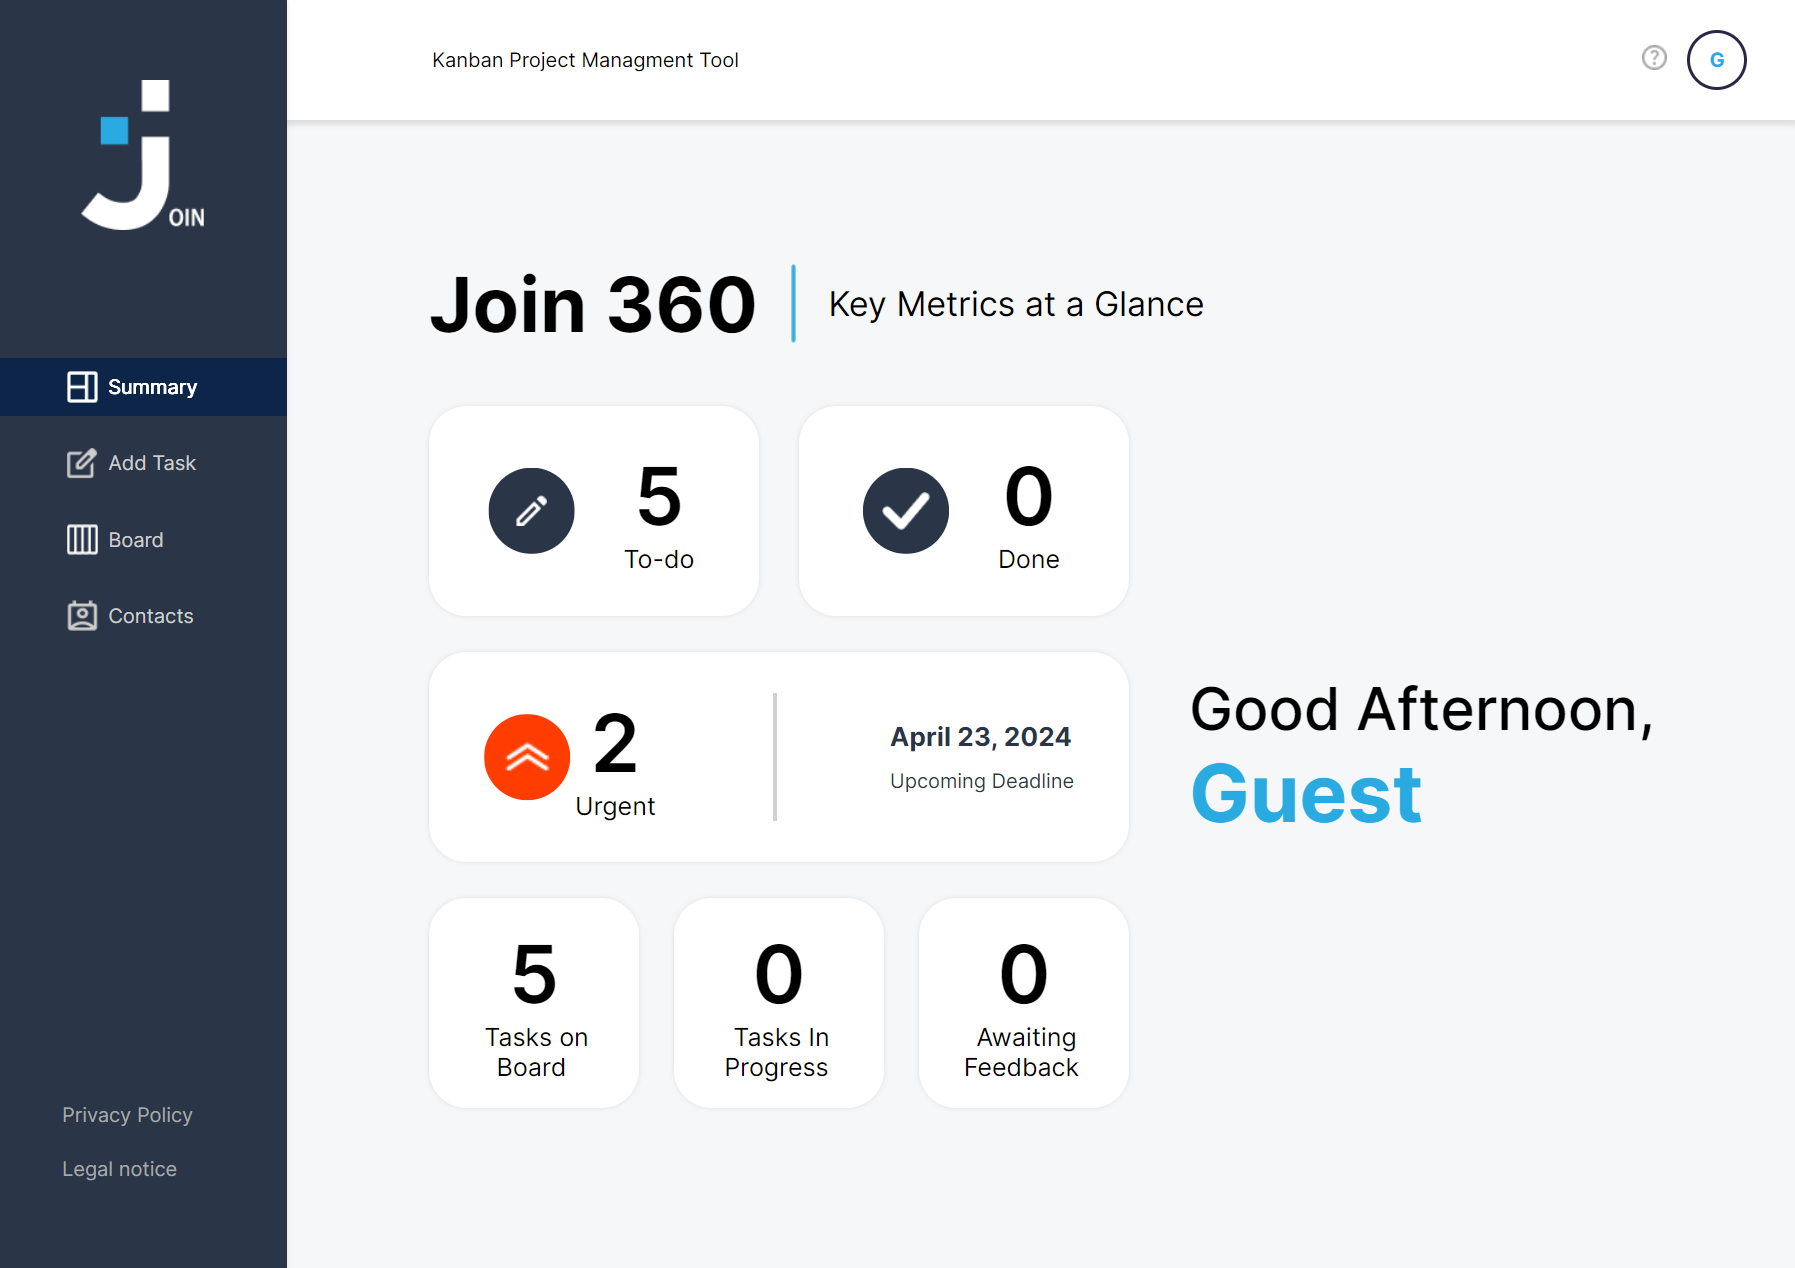 JOIN
Summary
Add Task
Board
Contacts
Privacy Policy
Legal notice
Kanban Project Managment Tool
?
G
Join 360
Key Metrics at a Glance
5
To-do
0
Done
2
Urgent
April 23, 2024
Upcoming Deadline
5
Tasks on
Board
0
Tasks In
Progress
0
Awaiting
Feedback
Good Afternoon,
Guest